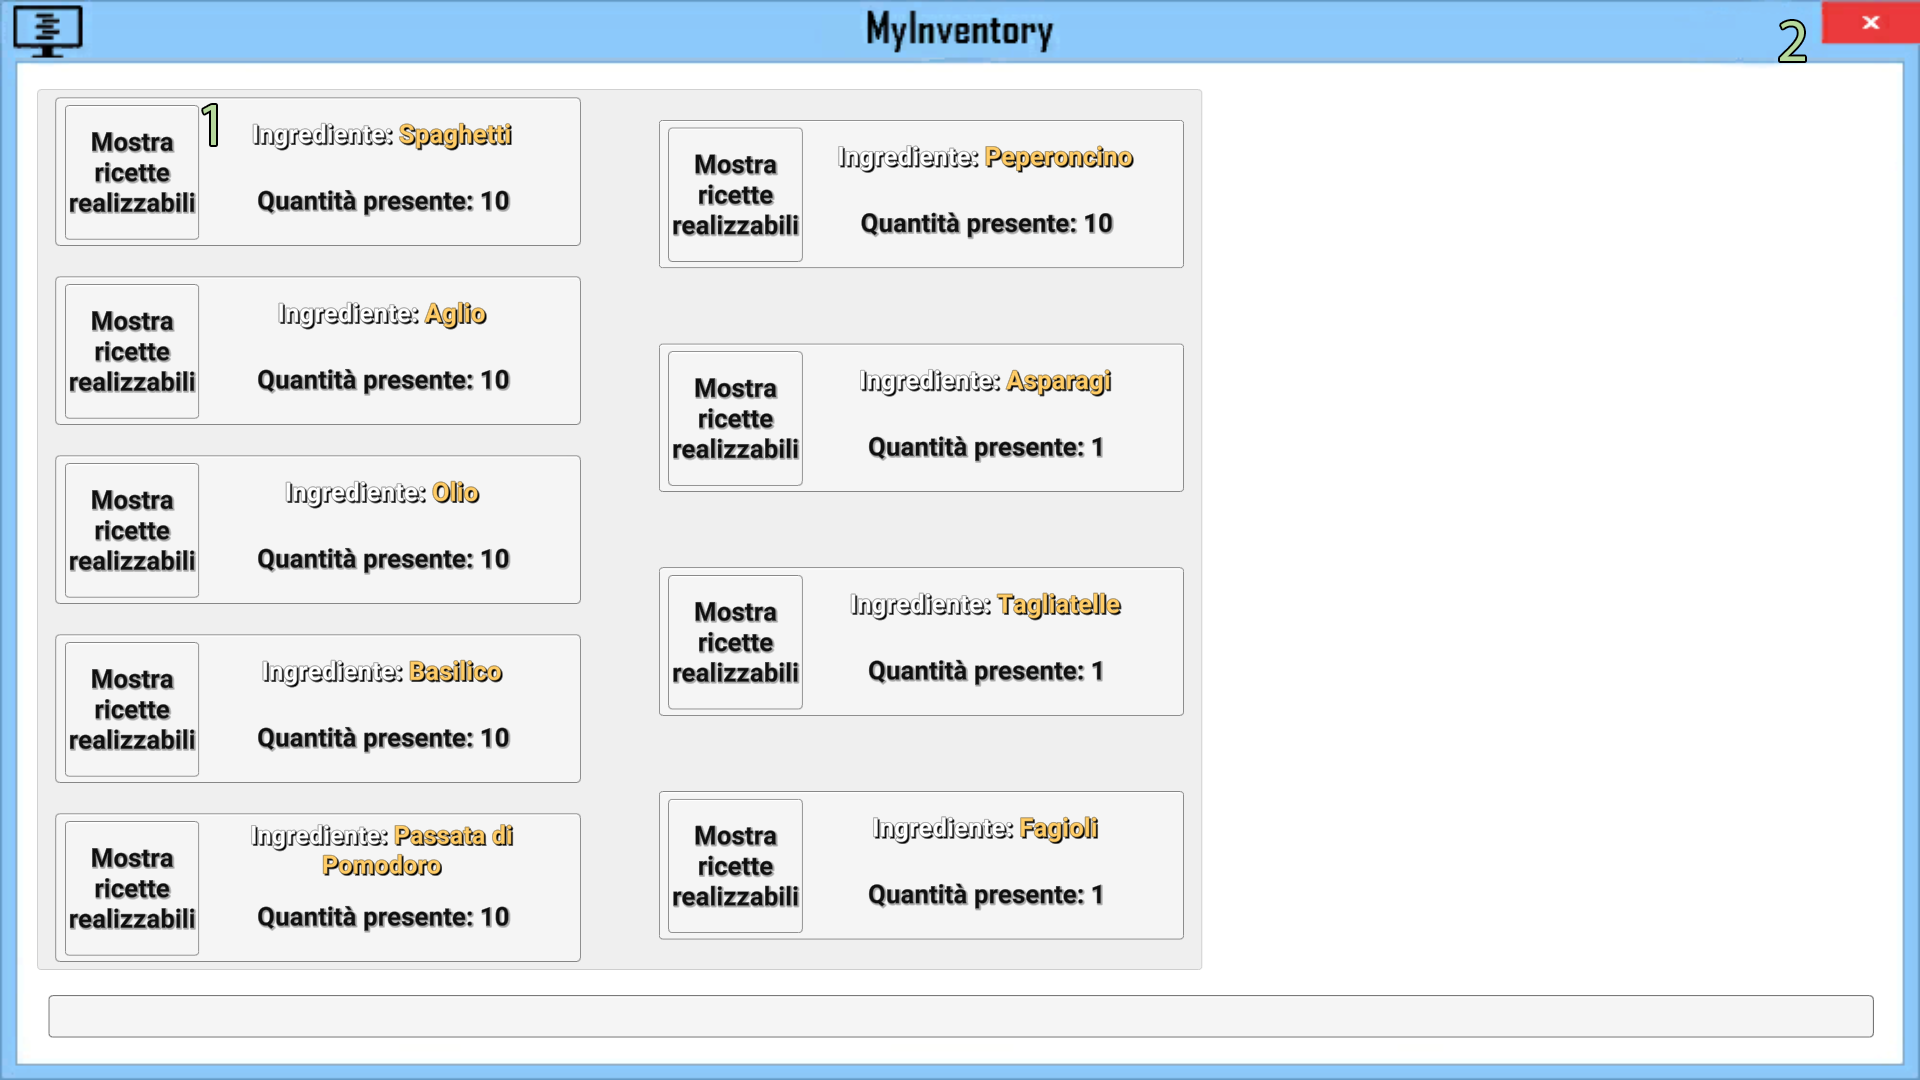 MyInventory
2
1
Mostra
ricette
realizzabili
Ingrediente: Spaghetti
Quantità presente: 10
Mostra
ricette
realizzabili
Ingrediente: Aglio
Quantità presente: 10
Mostra
ricette
realizzabili
Ingrediente: Olio
Quantità presente: 10
Mostra
ricette
realizzabili
Ingrediente: Basilico
Quantità presente: 10
Mostra
ricette
realizzabili
Ingrediente: Passata di
Pomodoro
Quantità presente: 10
Mostra
ricette
realizzabili
Ingrediente: Peperoncino
Quantità presente: 10
Mostra
ricette
realizzabili
Ingrediente: Asparagi
Quantità presente: 1
Mostra
ricette
realizzabili
Ingrediente: Tagliatelle
Quantità presente: 1
Mostra
ricette
realizzabili
Ingrediente: Fagioli
Quantità presente: 1